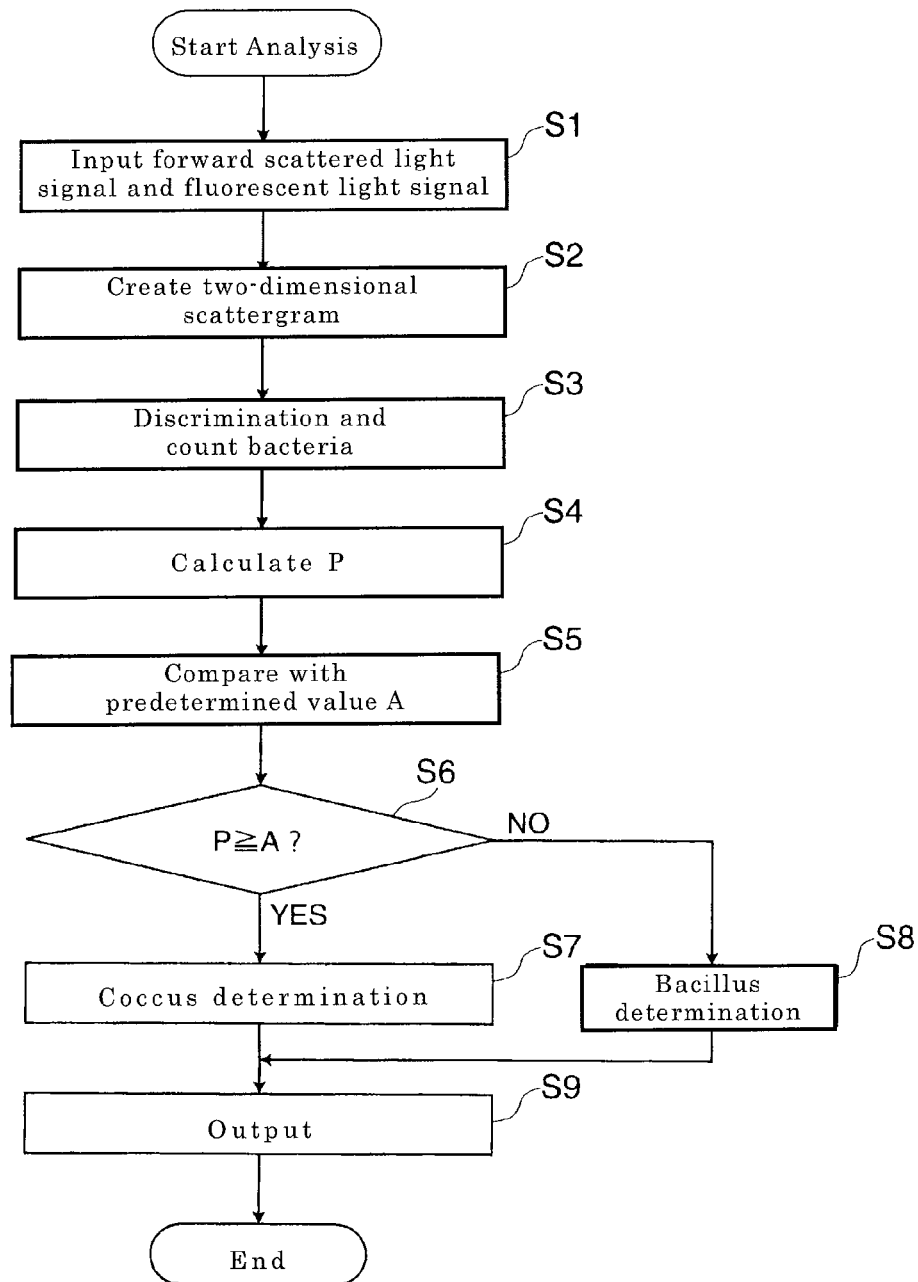 Start Analysis
S1
Input forward scattered light
signal and fluorescent light signal
S2
Create two-dimensional
scattergram
S3
Discrimination and
count bacteria
S4
Calculate P
S5
Compare with
predetermined value A
S6
P≧A ?
NO
YES
S7
Coccus determination
S8
Bacillus
determination
S9
Output
End